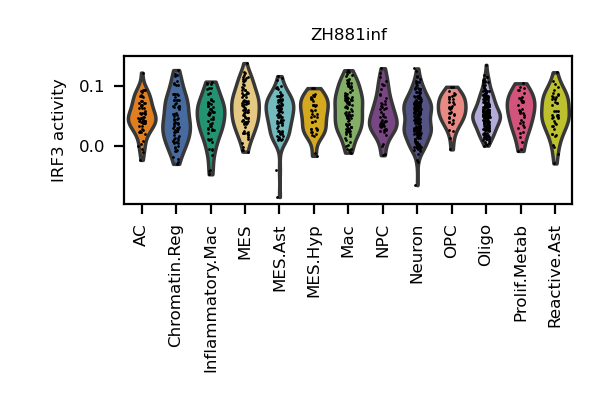 ZH881inf
IRF3 activity
0.1
0.0
AC
Chromatin.Reg
Inflammatory.Mac
MES
MES.Ast
MES.Hyp
Mac
NPC
Neuron
OPC
Oligo
Prolif.Metab
Reactive.Ast